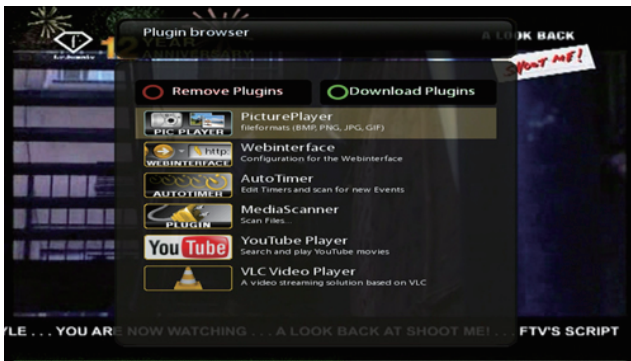 Plugin browser
12 YEAR
ANNIVERSARY
A LOOK BACK
SHOOT ME!
Remove Plugins
Download Plugins
PIC PLAYER
PicturePlayer
fileformats (BMP, PNG, JPG, GIF)
http:
WEBINTERFACE
Webinterface
Configuration for the Webinterface
AUTOTIMER
AutoTimer
Edit Timers and scan for new Events
PLUGIN
MediaScanner
Scan Files...
YouTube
YouTube Player
Search and play YouTube movies
VLC Video Player
A video streaming solution based on VLC
YLE . . . YOU ARE NOW WATCHING . . . A LOOK BACK AT SHOOT ME! . . . FTV'S SCRIPT